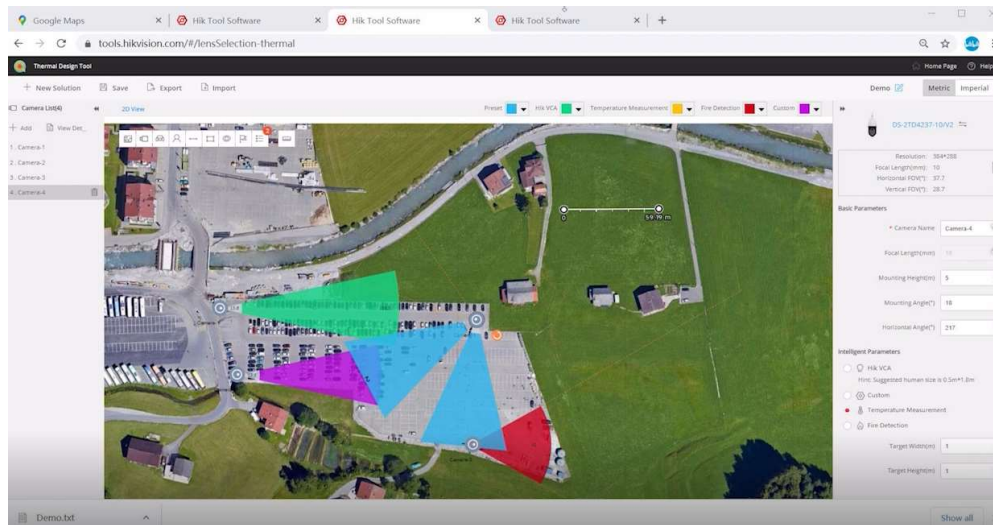 Google Maps
Hik Tool Software
Hik Tool Software
Hik Tool Software
tools.hikvision.com/#/lensSelection-thermal
Thermal Design Tool
Home Page
Help
+ New Solution
Save
Export
Import
Demo
Metric
Imperial
Camera List(4)
2D View
Preset
Hik VCA
Temperature Measurement
Fire Detection
Custom
+ Add
View Det_
1 . Camera-1
2 . Camera-2
3 . Camera-3
4 . Camera-4
DS-2TD4237-10/V2
Resolution: 384*288
Focal Length(mm): 10
Horizontal FOV(°): 37.7
Vertical FOV(°): 28.7
Basic Parameters
* Camera Name Camera-4
Focal Length(mm) 10
Mounting Height(m) 5
Mounting Angle(°)
Horizontal Angle(°) 217
Intelligent Parameters
Hik VCA
Hint: Suggested human size is 0.5m*1.8m
Custom
Temperature Measurement
Fire Detection
Target Width(m) 1
Target Height(m)
0
59.19 m
Demo.txt
Show all